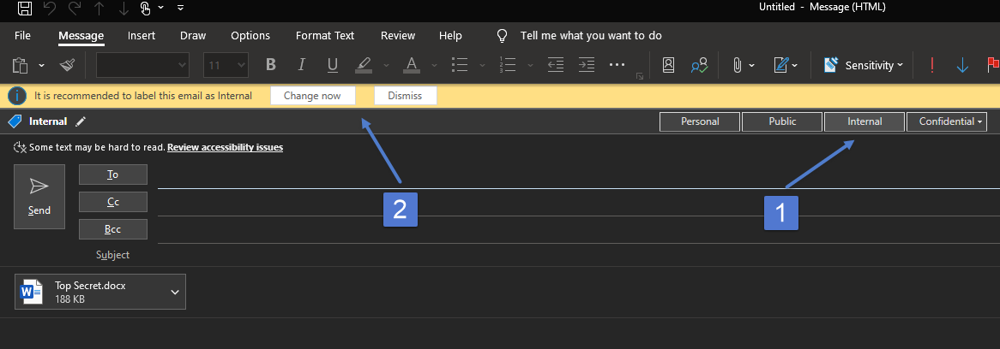 Untitled - Message (HTML)
File Message Insert Draw Options Format Text Review Help Tell me what you want to do
11 B I U A Sensitivity
It is recommended to label this email as Internal Change now Dismiss
Internal Personal Public Internal Confidential
Some text may be hard to read. Review accessibility issues
To
Send
Cc
2 1
Bcc
Subject
Top Secret.docx
188 KB